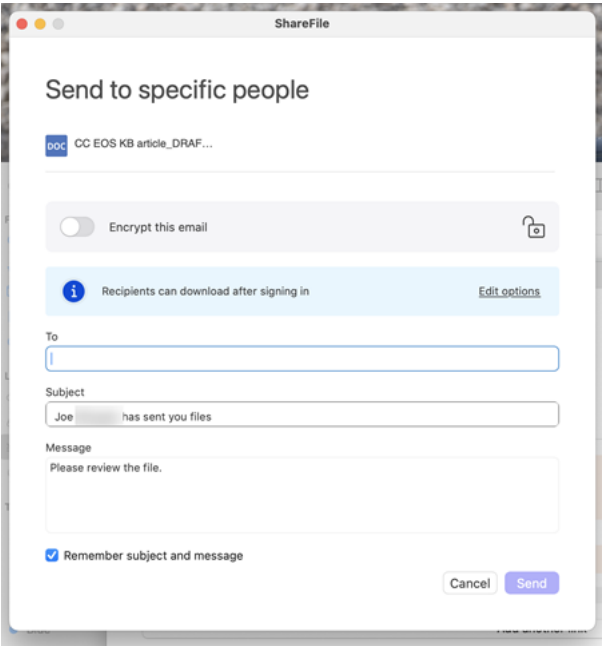 ShareFile
Send to specific people
DOC CC EOS KB article_DRAF...
Encrypt this email
Recipients can download after signing in Edit options
To
Subject
Joe has sent you files
Message
Please review the file.
Remember subject and message
Cancel Send